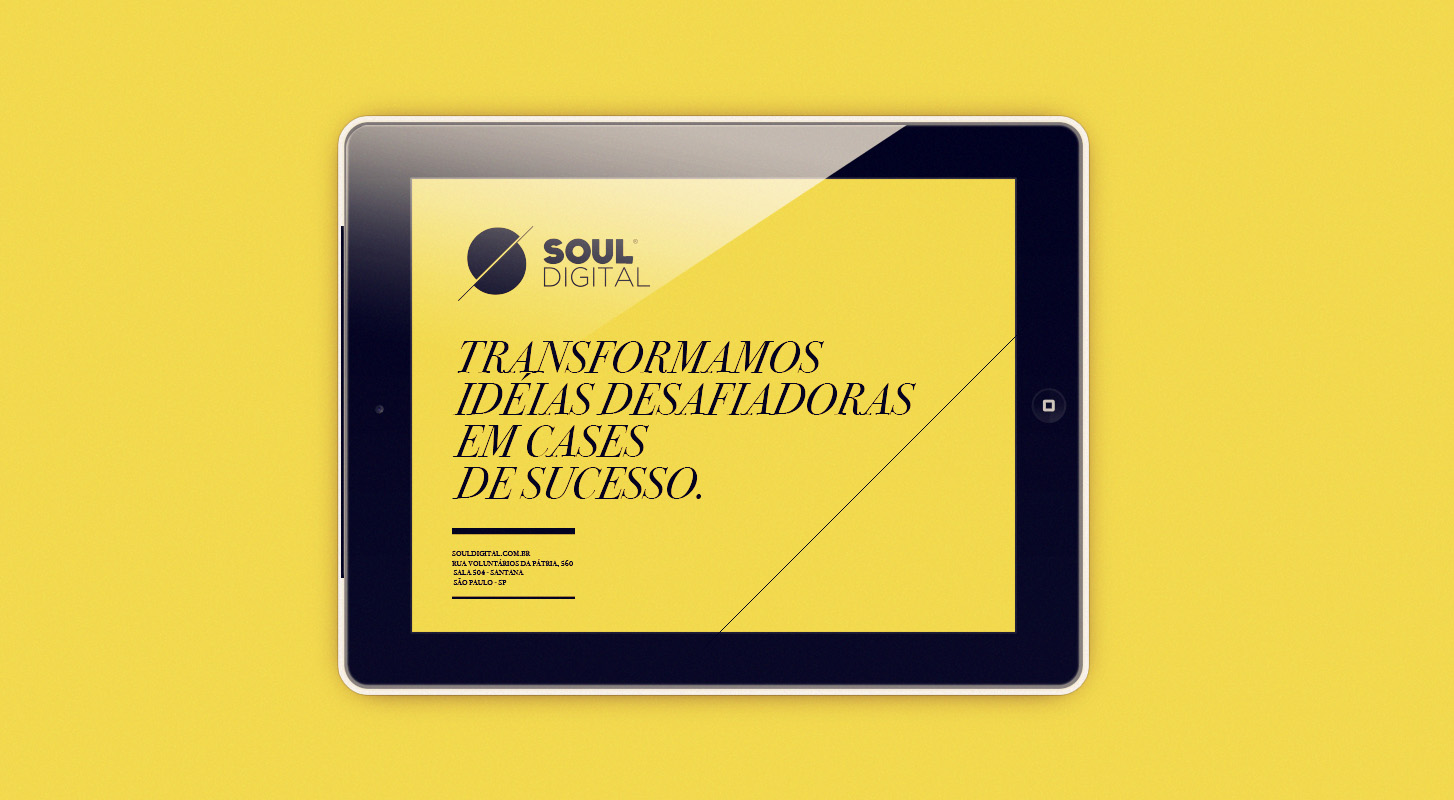 SOUL®
DIGITAL
TRANSFORMAMOS
IDÉIAS DESAFIADORAS
EM CASES
DE SUCESSO.
SOULDIGITAL.COM.BR
RUA VOLUNTÁRIOS DA PÁTRIA, 560
SALA 504 - SANTANA
SÃO PAULO - SP